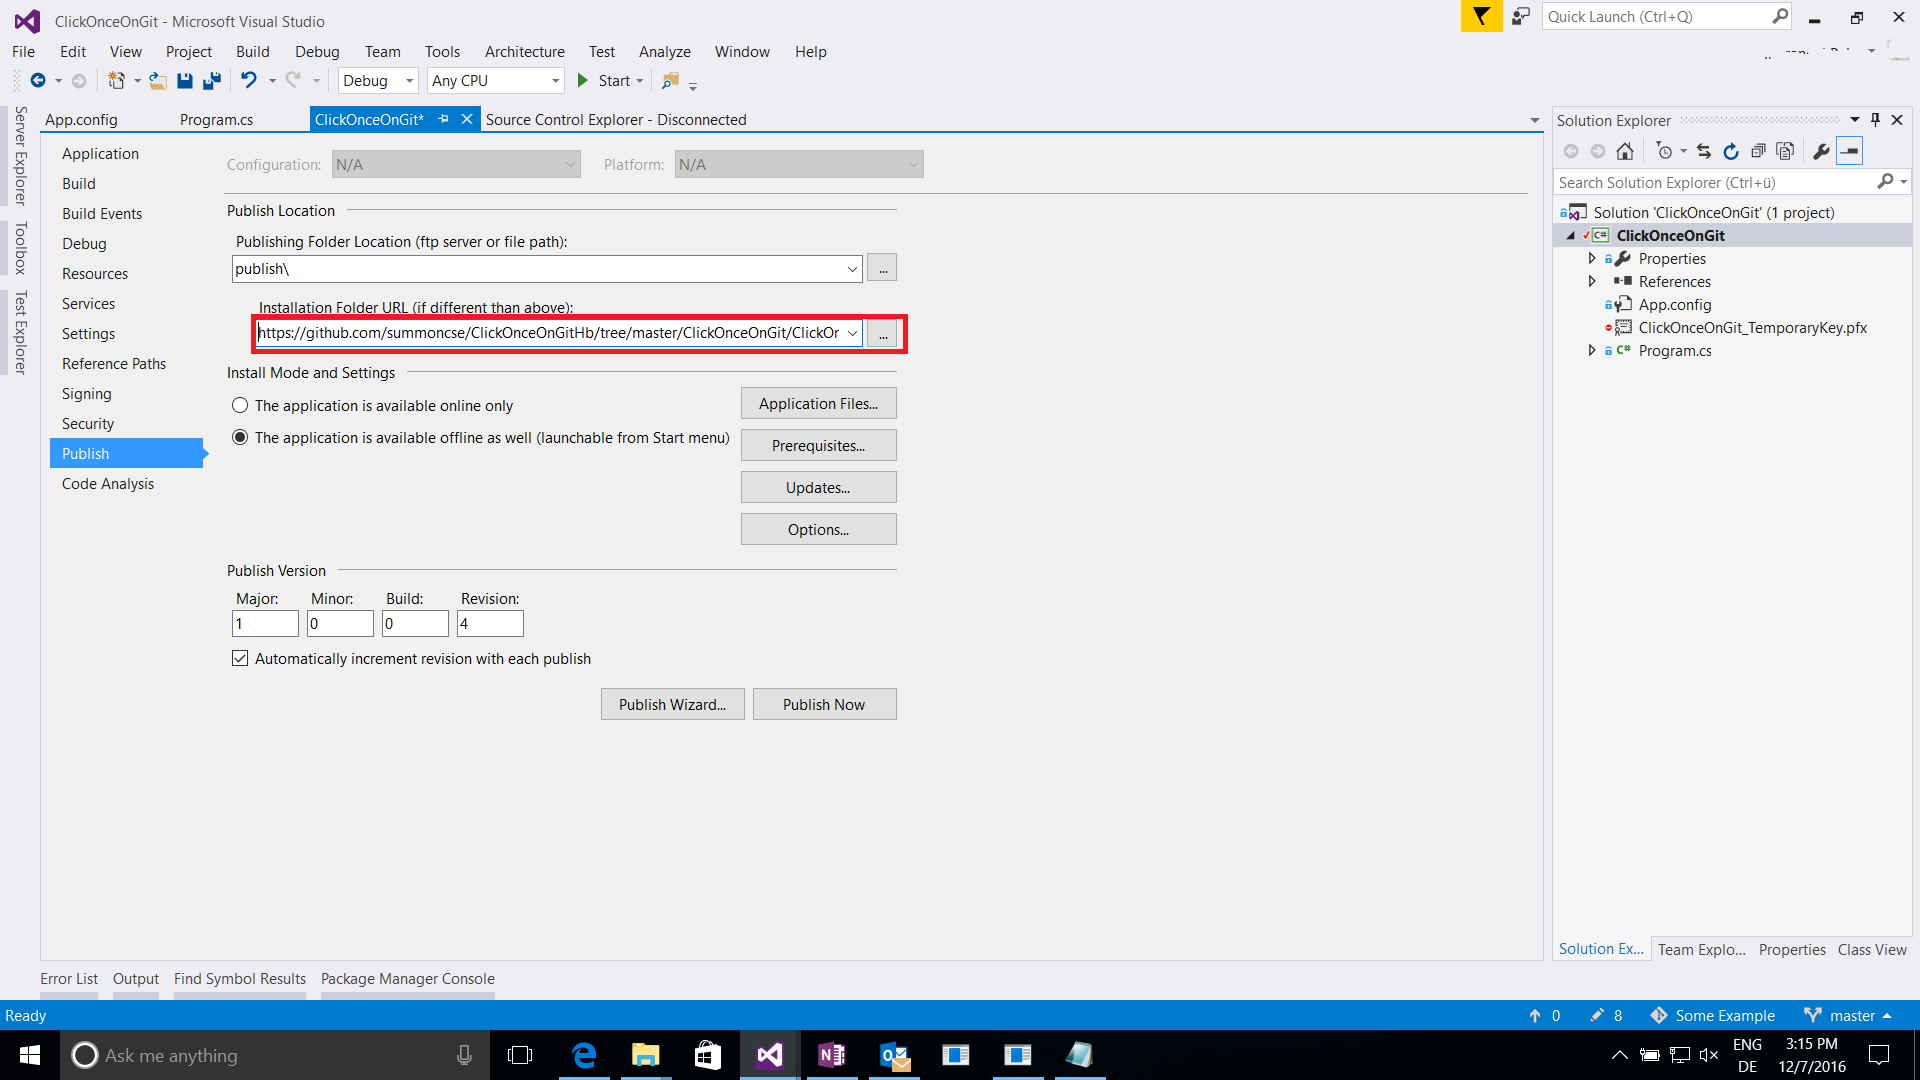 ClickOnceOnGit - Microsoft Visual Studio
Quick Launch (Ctrl+Q)
File Edit View Project Build Debug Team Tools Architecture Test Analyze Window Help
Debug Any CPU Start
Server Explorer
Toolbox
Test Explorer
App.config Program.cs ClickOnceOnGit* Source Control Explorer - Disconnected
Application
Build
Build Events
Debug
Resources
Services
Settings
Reference Paths
Signing
Security
Publish
Code Analysis
Configuration: N/A Platform: N/A
Publish Location
Publishing Folder Location (ftp server or file path):
publish\ ...
Installation Folder URL (if different than above):
https://github.com/summoncse/ClickOnceOnGitHb/tree/master/ClickOnceOnGit/ClickOr ...
Install Mode and Settings
The application is available online only
The application is available offline as well (launchable from Start menu)
Application Files...
Prerequisites...
Updates...
Options...
Publish Version
Major: Minor: Build: Revision:
1 0 0 4
Automatically increment revision with each publish
Publish Wizard... Publish Now
Solution Explorer
Search Solution Explorer (Ctrl+ü)
Solution 'ClickOnceOnGit' (1 project)
C# ClickOnceOnGit
Properties
References
App.config
ClickOnceOnGit_TemporaryKey.pfx
C# Program.cs
Solution Ex... Team Explo... Properties Class View
Error List Output Find Symbol Results Package Manager Console
Ready 0 8 Some Example master
Ask me anything
ENG
DE
3:15 PM
12/7/2016